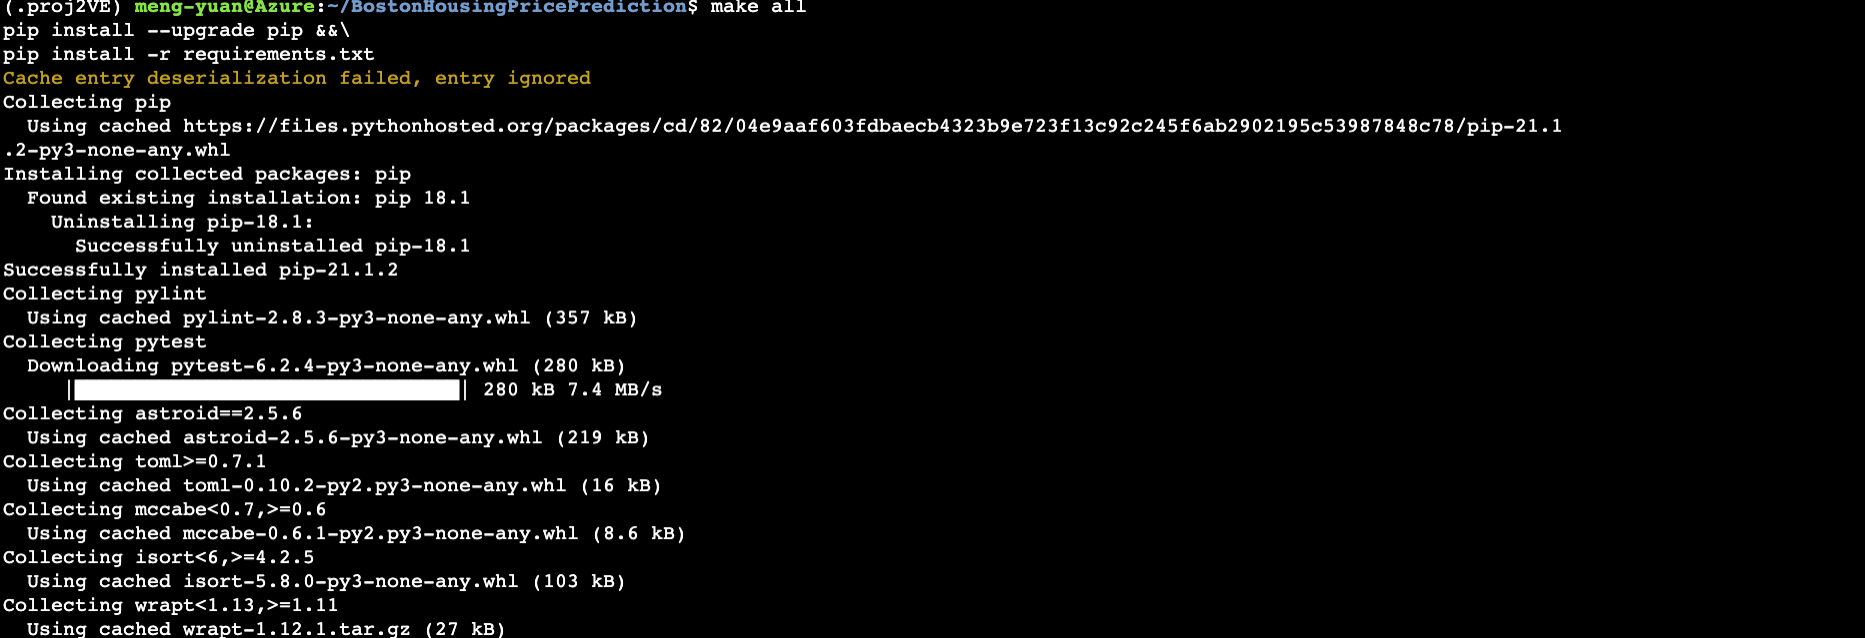 (.proj2VE) meng-yuan@Azure:~/BostonHousingPricePrediction$ make all
pip install --upgrade pip &&\
pip install -r requirements.txt
Cache entry deserialization failed, entry ignored
Collecting pip
  Using cached https://files.pythonhosted.org/packages/cd/82/04e9aaf603fdbaecb4323b9e723f13c92c245f6ab2902195c53987848c78/pip-21.1
.2-py3-none-any.whl
Installing collected packages: pip
  Found existing installation: pip 18.1
    Uninstalling pip-18.1:
      Successfully uninstalled pip-18.1
Successfully installed pip-21.1.2
Collecting pylint
  Using cached pylint-2.8.3-py3-none-any.whl (357 kB)
Collecting pytest
  Downloading pytest-6.2.4-py3-none-any.whl (280 kB)
     |████████████████████████████████| 280 kB 7.4 MB/s
Collecting astroid==2.5.6
  Using cached astroid-2.5.6-py3-none-any.whl (219 kB)
Collecting toml>=0.7.1
  Using cached toml-0.10.2-py2.py3-none-any.whl (16 kB)
Collecting mccabe<0.7,>=0.6
  Using cached mccabe-0.6.1-py2.py3-none-any.whl (8.6 kB)
Collecting isort<6,>=4.2.5
  Using cached isort-5.8.0-py3-none-any.whl (103 kB)
Collecting wrapt<1.13,>=1.11
  Using cached wrapt-1.12.1.tar.gz (27 kB)